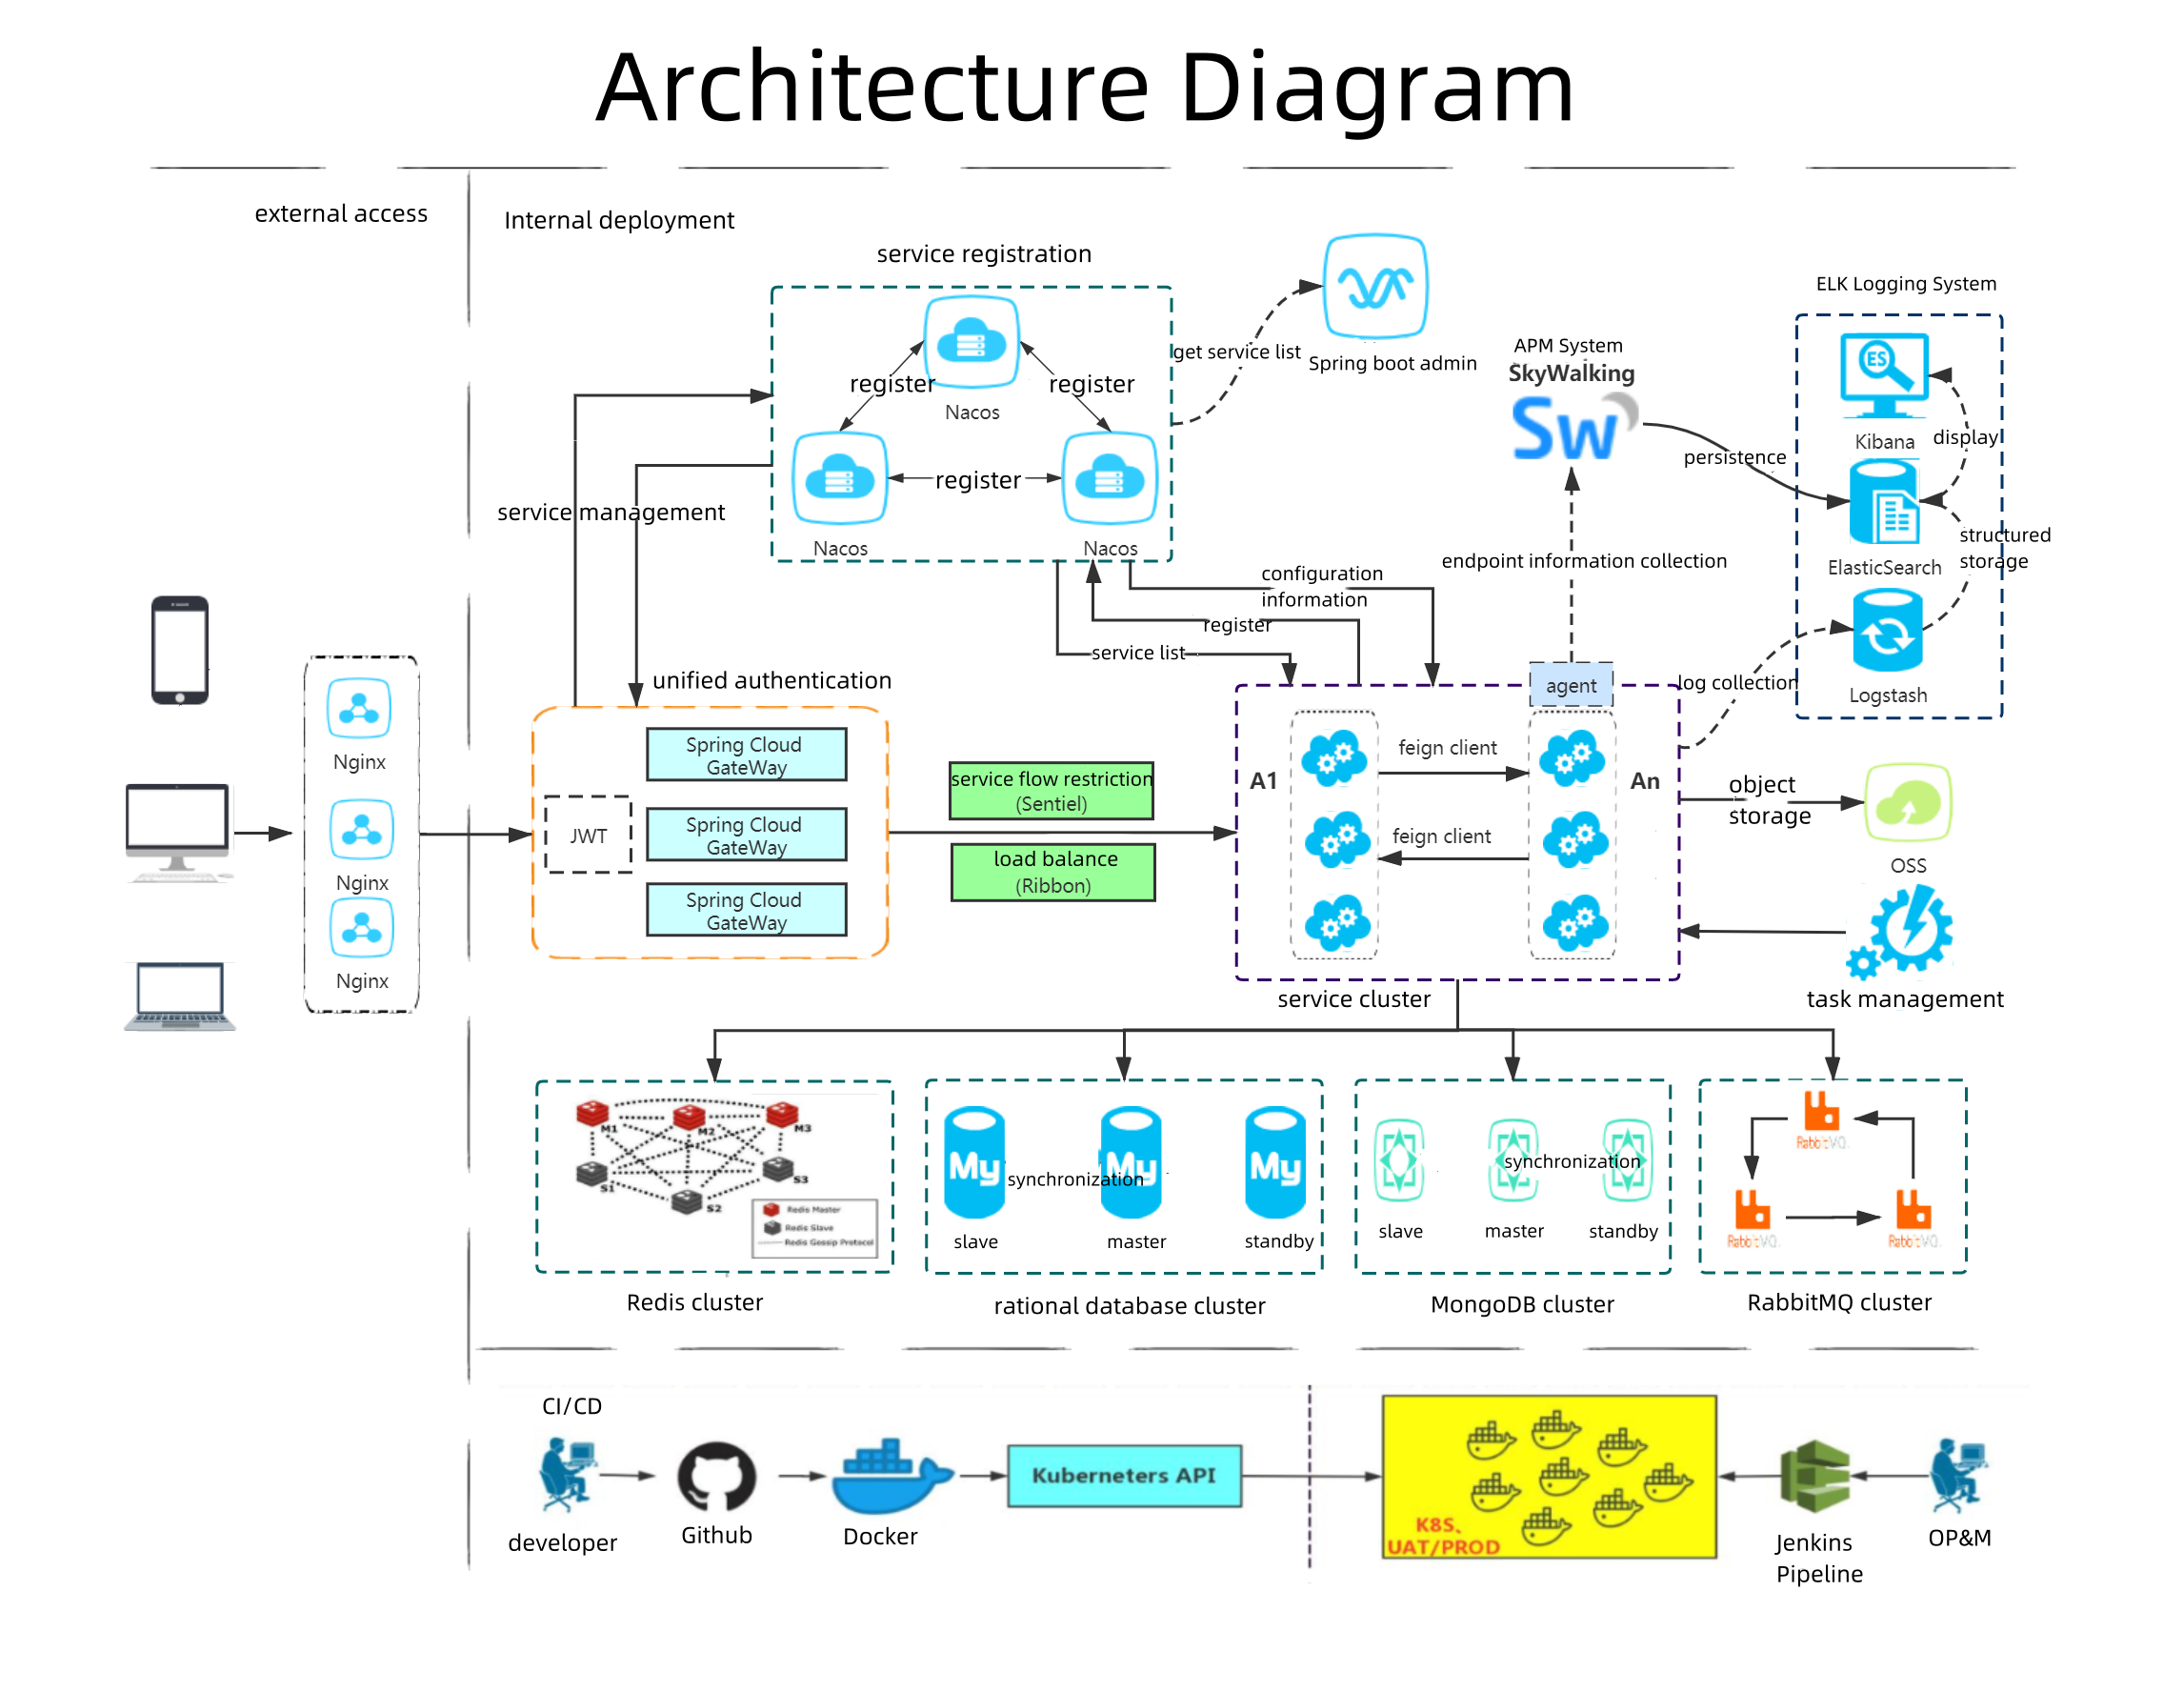 Architecture Diagram
external access
Internal deployment
service registration
ELK Logging System
register
register
Nacos
get service list
Spring boot admin
APM System
SkyWalking
Sw
ES
Kibana
display
persistence
register
service management
Nacos
Nacos
structured
storage
ElasticSearch
endpoint information collection
configuration
information
register
service list
unified authentication
agent
log collection
Logstash
Nginx
Nginx
Nginx
JWT
Spring Cloud
GateWay
Spring Cloud
GateWay
Spring Cloud
GateWay
service flow restriction
(Sentiel)
load balance
(Ribbon)
A1
feign client
feign client
An
object
storage
OSS
service cluster
task management
M1
M2
M3
S1
S2
S3
Redis Master
Redis Slave
Redis Gossip Protocol
Redis cluster
My
My
My
synchronization
slave
master
standby
rational database cluster
synchronization
slave
master
standby
MongoDB cluster
RabbitMQ.
RabbitMQ.
RabbitMQ.
RabbitMQ cluster
CI/CD
developer
Github
Docker
Kuberneters API
K8S、
UAT/PROD
Jenkins
Pipeline
OP&M